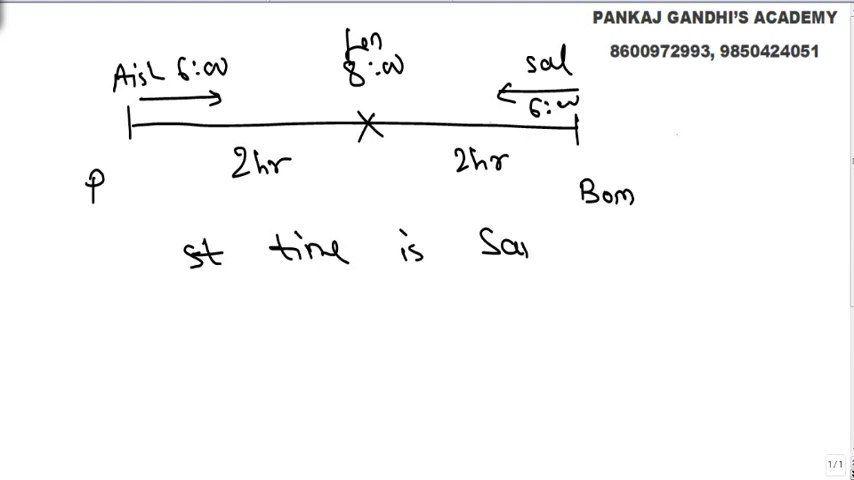 PANKAJ GANDHI'S ACADEMY
8600972993, 9850424051
Aish 6:00
8:00
sal
6:00
2hr
2hr
P
Bom
st time is Sa